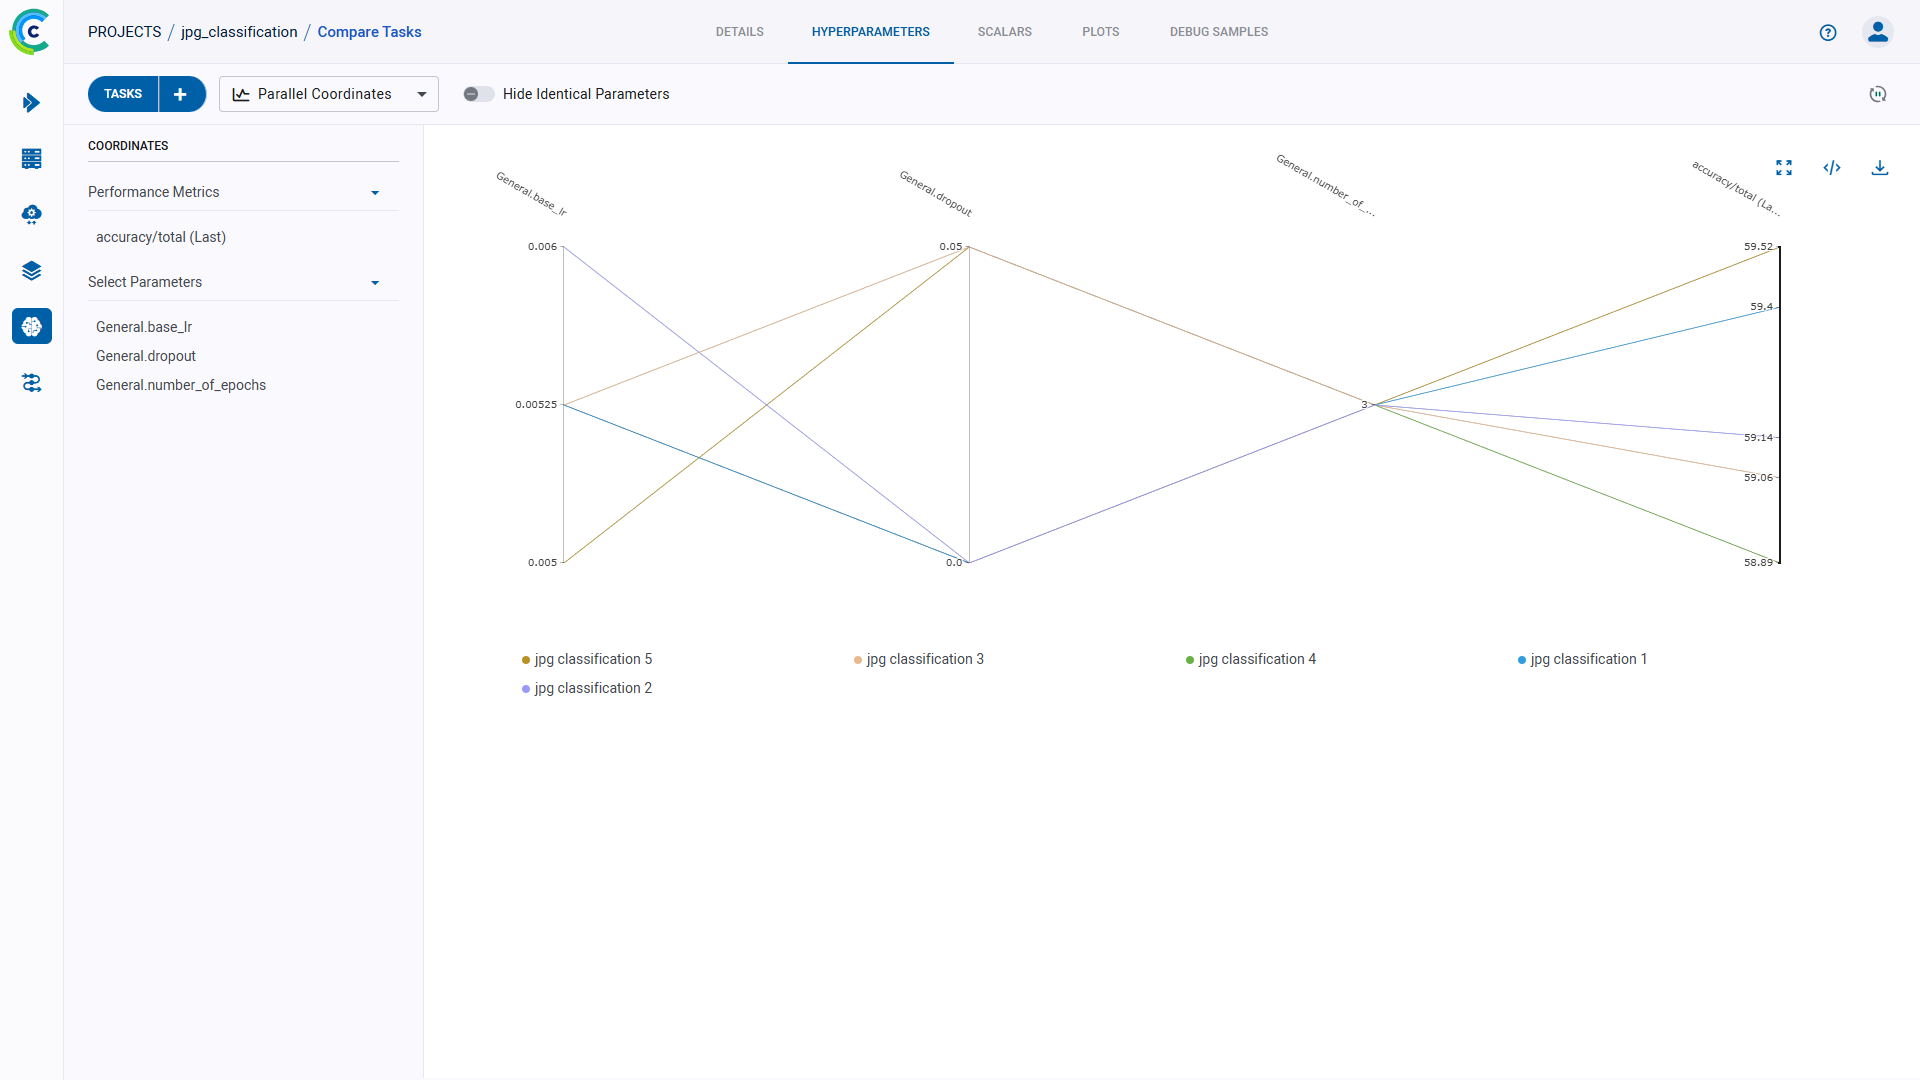 PROJECTS / jpg_classification / Compare Tasks
DETAILS
HYPERPARAMETERS
SCALARS
PLOTS
DEBUG SAMPLES
TASKS
Parallel Coordinates
Hide Identical Parameters
COORDINATES
Performance Metrics
accuracy/total (Last)
Select Parameters
General.base_lr
General.dropout
General.number_of_epochs
General.base_lr
General.dropout
General.number_of_...
accuracy/total (La...
0.006
0.00525
0.005
0.05
0.0
3
59.52
59.4
59.14
59.06
58.89
jpg classification 5
jpg classification 3
jpg classification 4
jpg classification 1
jpg classification 2